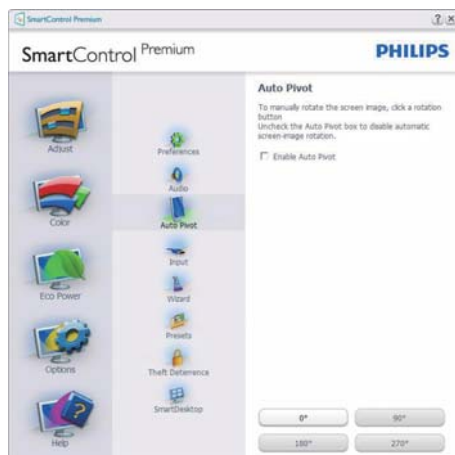 SmartControl Premium
SmartControl Premium
PHILIPS
Adjust
Color
Eco Power
Options
Help
Preferences
Audio
Auto Pivot
Input
Wizard
Presets
Theft Deterrence
SmartDesktop
Auto Pivot
To manually rotate the screen image, click a rotation
button
Uncheck the Auto Pivot box to disable automatic
screen-image rotation.
Enable Auto Pivot
0°
90°
180°
270°